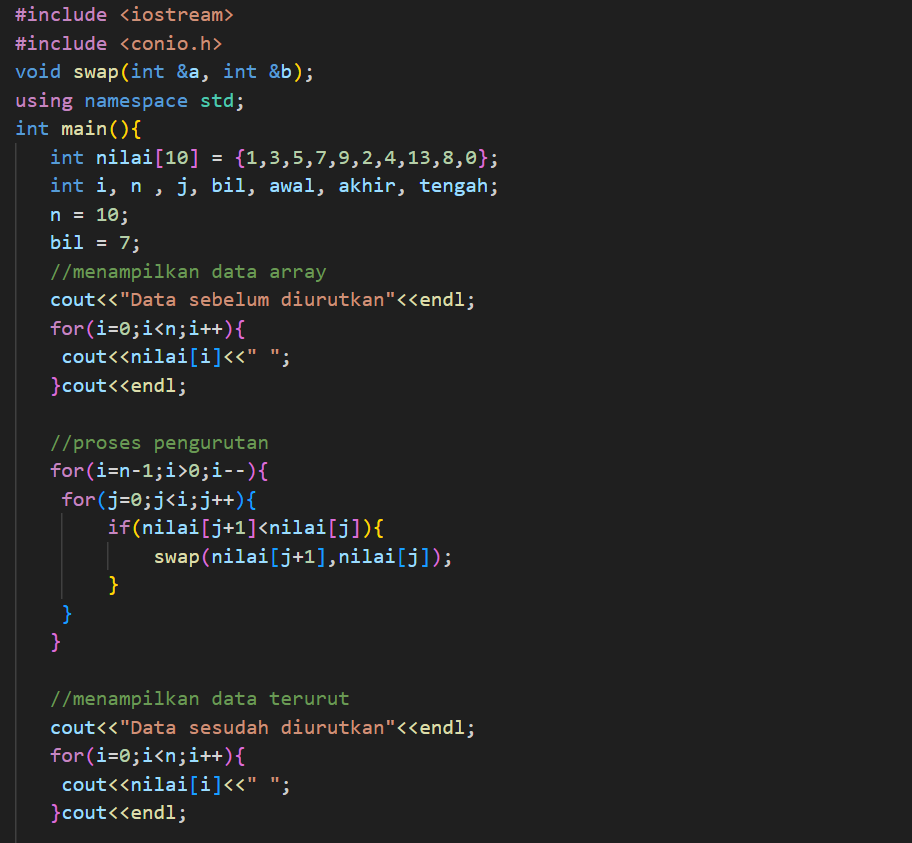 #include <iostream>
#include <conio.h>
void swap(int &a, int &b);
using namespace std;
int main(){
   int nilai[10] = {1,3,5,7,9,2,4,13,8,0};
   int i, n , j, bil, awal, akhir, tengah;
   n = 10;
   bil = 7;
   //menampilkan data array
   cout<<"Data sebelum diurutkan"<<endl;
   for(i=0;i<n;i++){
    cout<<nilai[i]<<" ";
   }cout<<endl;

   //proses pengurutan
   for(i=n-1;i>0;i--){
    for(j=0;j<i;j++){
        if(nilai[j+1]<nilai[j]){
            swap(nilai[j+1],nilai[j]);
        }
    }
   }

   //menampilkan data terurut
   cout<<"Data sesudah diurutkan"<<endl;
   for(i=0;i<n;i++){
    cout<<nilai[i]<<" ";
   }cout<<endl;